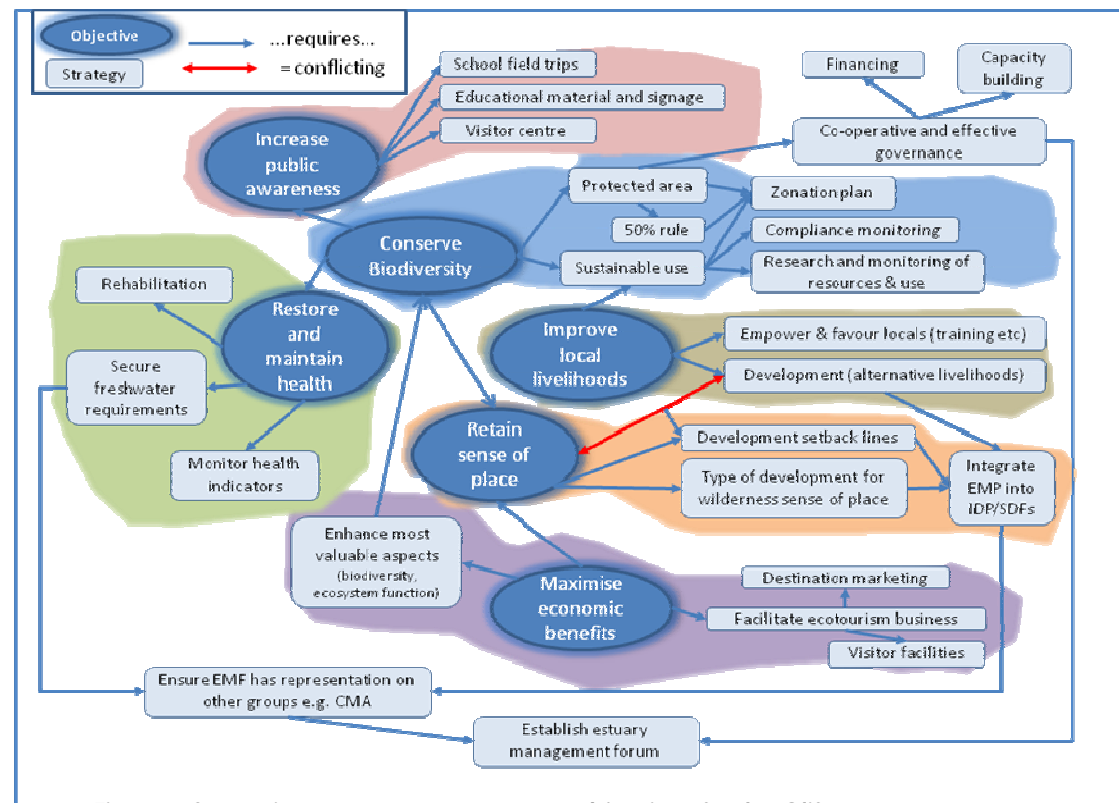 Objective
...requires...
Strategy
= conflicting
School field trips
Educational material and signage
Visitor centre
Increase
public
awareness
Financing
Capacity
building
Co-operative and effective
governance
Protected area
Zonation plan
50% rule
Compliance monitoring
Sustainable use
Research and monitoring of
resources & use
Conserve
Biodiversity
Rehabilitation
Restore
and
maintain
health
Secure
freshwater
requirements
Monitor health
indicators
Improve
local
livelihoods
Empower & favour locals (training etc)
Development (alternative livelihoods)
Retain
sense of
place
Development setback lines
Type of development for
wilderness sense of place
Integrate
EMP into
IDP/SDFs
Enhance most
valuable aspects
(biodiversity,
ecosystem function)
Maximise
economic
benefits
Destination marketing
Facilitate ecotourism business
Visitor facilities
Ensure EMF has representation on
other groups e.g. CMA
Establish estuary
management forum